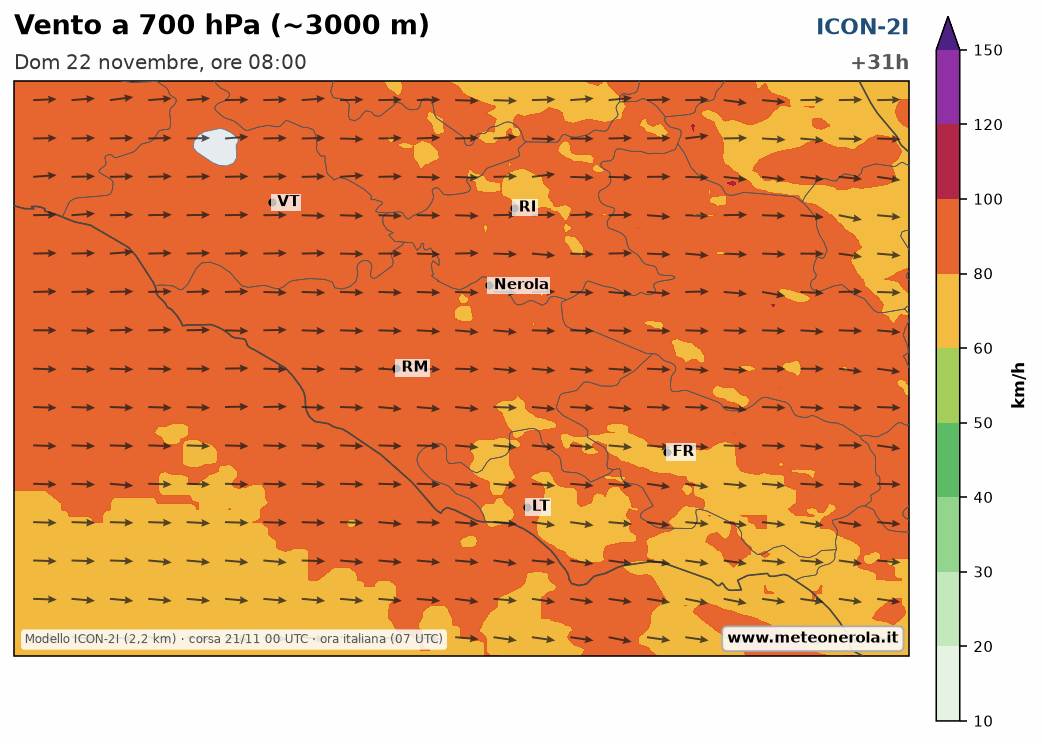 Vento a 700 hPa (~3000 m)
ICON-2I
Dom 22 novembre, ore 08:00
+31h
150
120
100
80
60
50
40
30
20
10
km/h
VT
RI
Nerola
RM
FR
LT
Modello ICON-2I (2,2 km) · corsa 21/11 00 UTC · ora italiana (07 UTC)
www.meteonerola.it